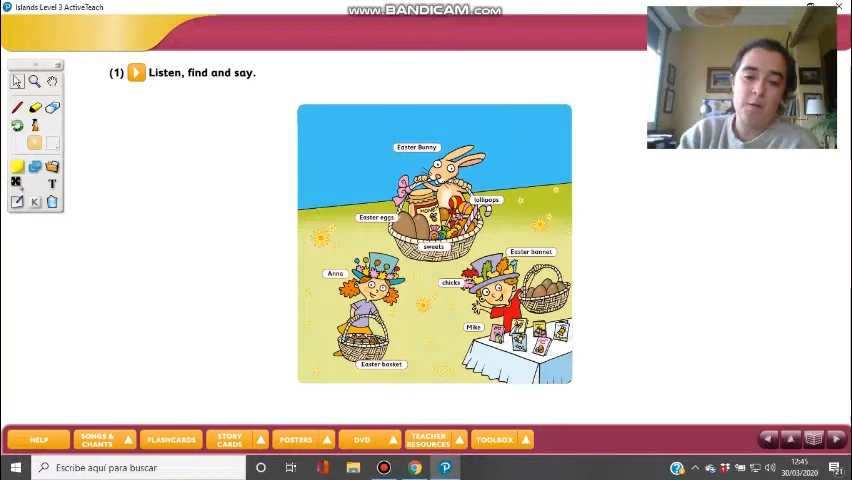 Islands Level 3 ActiveTeach
WWW.BANDICAM.COM
(1) Listen, find and say.
Easter Bunny
lollipops
HONEY
Easter eggs
sweets
Easter bonnet
Anna
chicks
Mike
Easter basket
HELP
SONGS & CHANTS
FLASHCARDS
STORY CARDS
POSTERS
DVD
TEACHER RESOURCES
TOOLBOX
Escribe aquí para buscar
12:45
30/03/2020
21